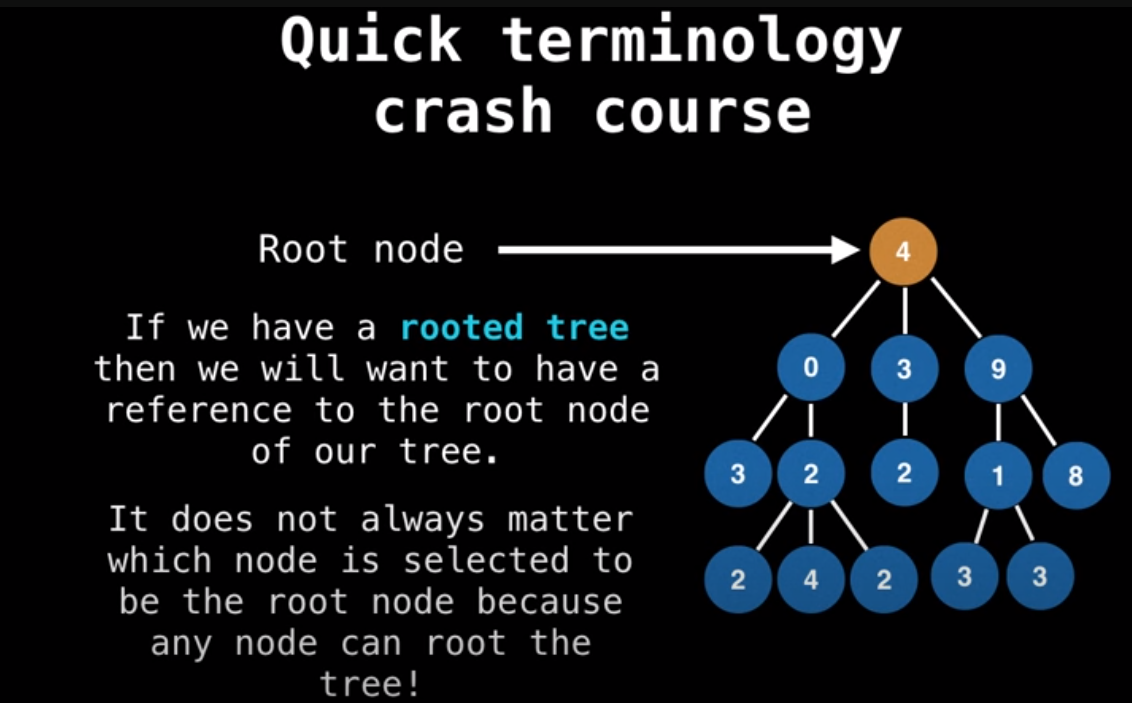 Quick terminology
crash course
Root node
If we have a rooted tree
then we will want to have a
reference to the root node
of our tree.
It does not always matter
which node is selected to
be the root node because
any node can root the
tree!
4
0 3 9
3 2 2 1 8
2 4 2 3 3